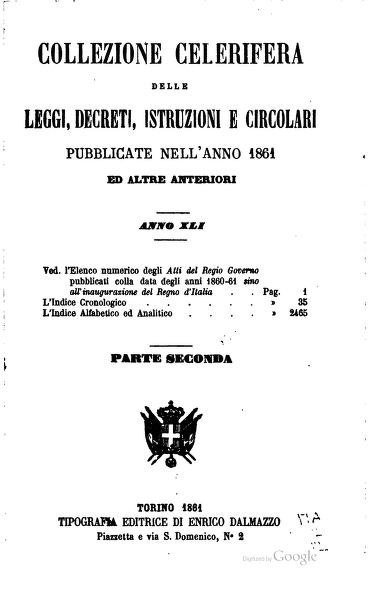 COLLEZIONE CELERIFERA
DELLE
LEGGI, DECRETI, ISTRUZIONI E CIRCOLARI
PUBBLICATE NELL'ANNO 1861
ED ALTRE ANTERIORI
ANNO XLI
Ved. l'Elenco numerico degli Atti del Regio Governo
pubblicati colla data degli anni 1860-61 sino
all'inaugurazione del Regno d'Italia . . Pag. 1
L'Indice Cronologico . . . . . . » 35
L'Indice Alfabetico ed Analitico . . . . » 2465
PARTE SECONDA
TORINO 1861
TIPOGRAFIA EDITRICE DI ENRICO DALMAZZO
Piazzetta e via S. Domenico, N° 2
Digitized by Google